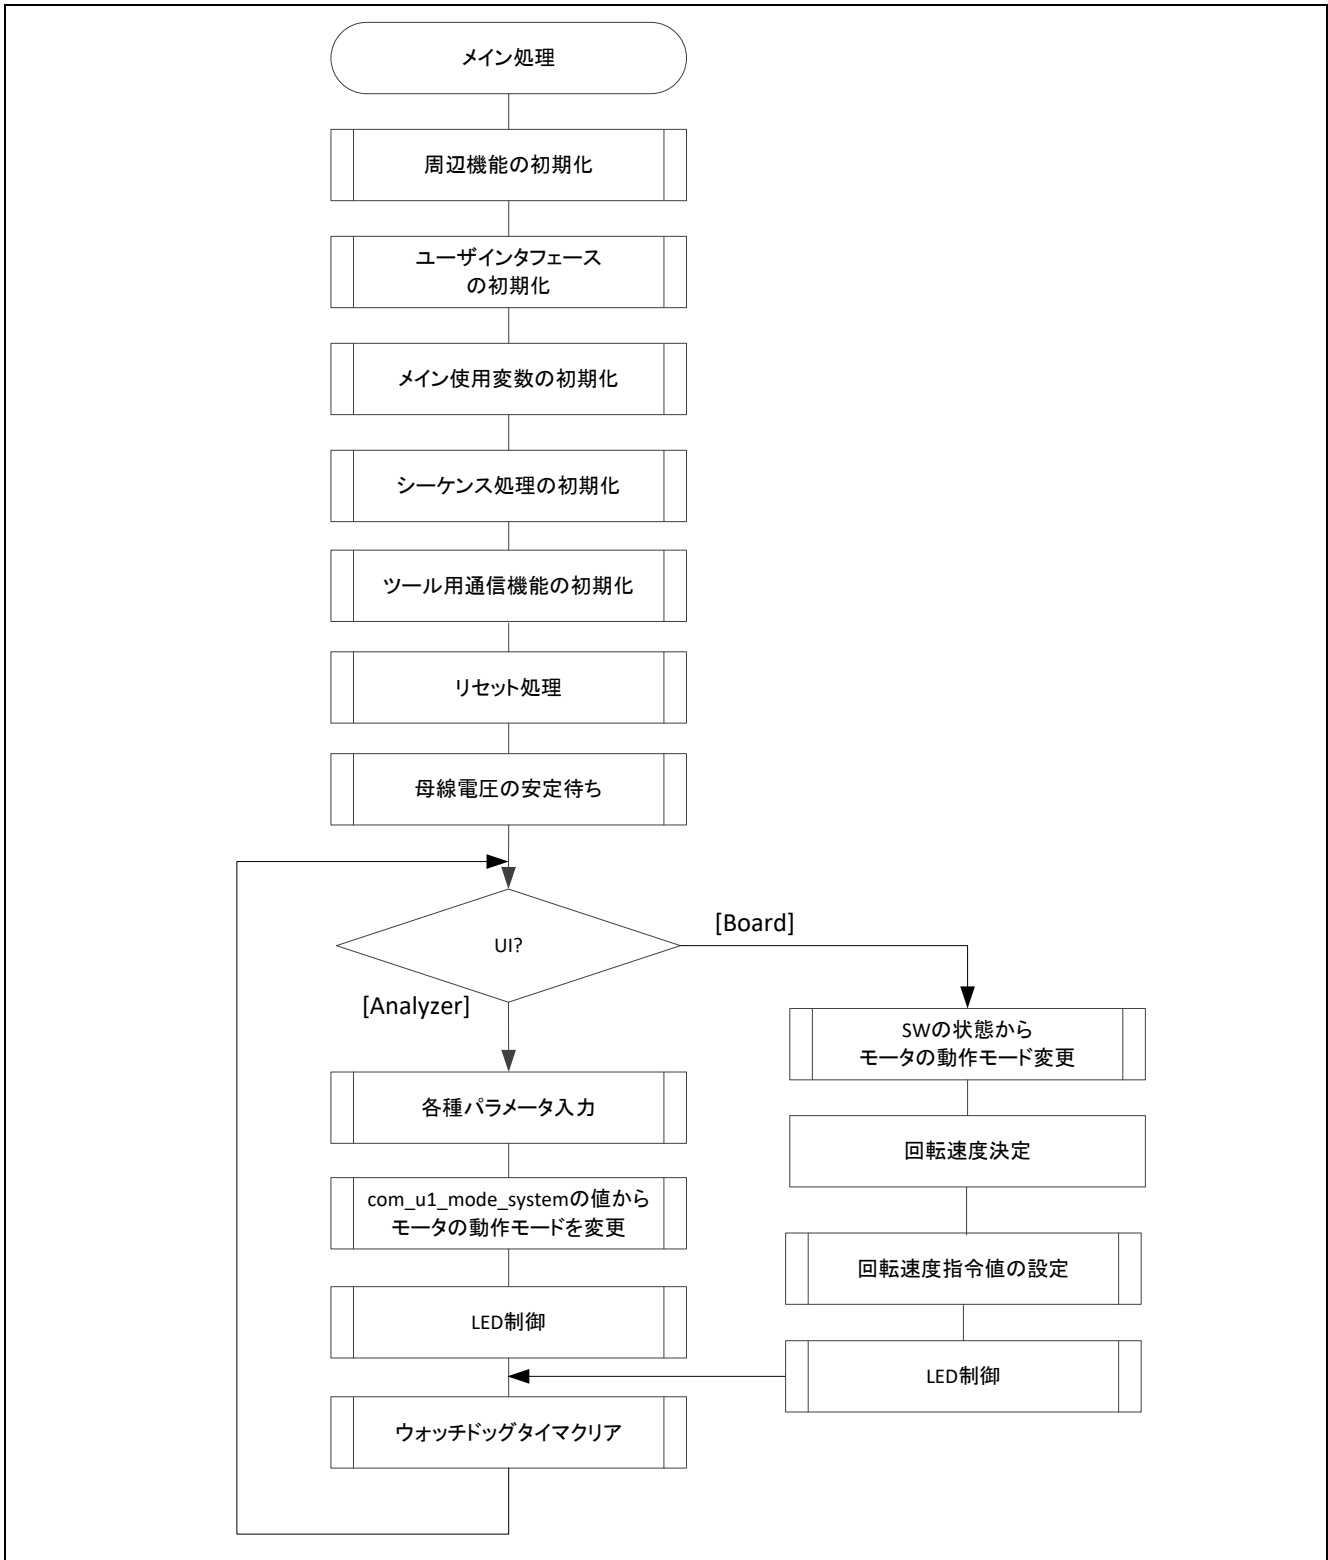 メイン処理
周辺機能の初期化
ユーザインタフェース
の初期化
メイン使用変数の初期化
シーケンス処理の初期化
ツール用通信機能の初期化
リセット処理
母線電圧の安定待ち
UI?
[Board]
[Analyzer]
SWの状態から
モータの動作モード変更
各種パラメータ入力
回転速度決定
com_u1_mode_systemの値から
モータの動作モードを変更
回転速度指令値の設定
LED制御
LED制御
ウォッチドッグタイマクリア